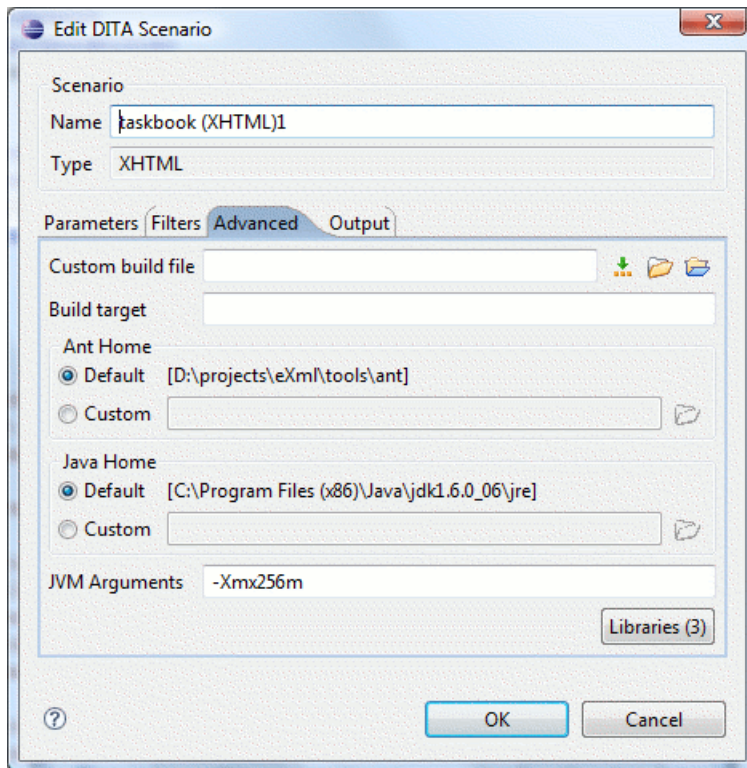 Edit DITA Scenario
Scenario
Name taskbook (XHTML)1
Type XHTML
Parameters Filters Advanced Output
Custom build file
Build target
Ant Home
Default [D:\projects\eXml\tools\ant]
Custom
Java Home
Default [C:\Program Files (x86)\Java\jdk1.6.0_06\jre]
Custom
JVM Arguments -Xmx256m
Libraries (3)
? OK Cancel